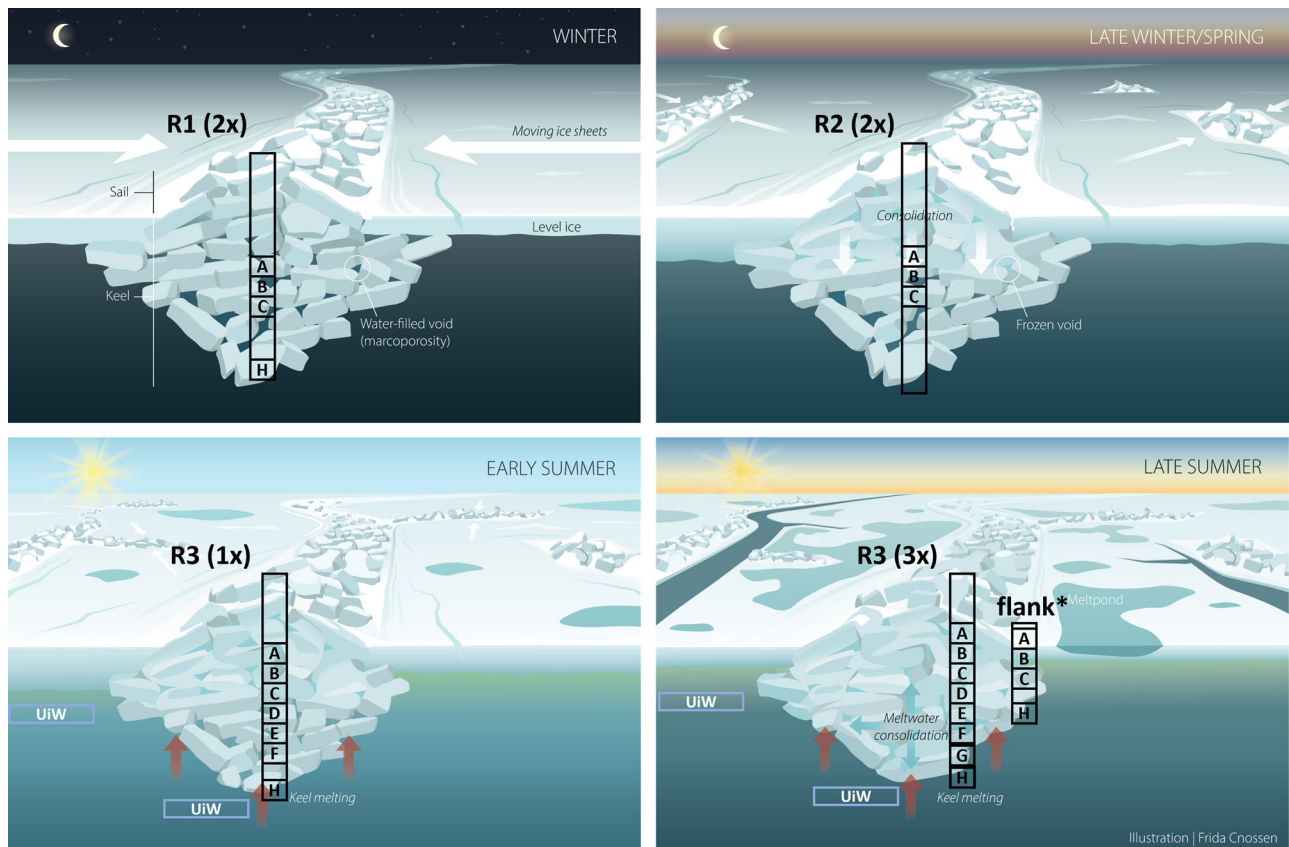 WINTER
R1 (2x)
Moving ice sheets
Sail
Level ice
A
B
C
Keel
Water-filled void
(marcoporosity)
H
LATE WINTER/SPRING
R2 (2x)
Consolidation
A
B
C
Frozen void
EARLY SUMMER
R3 (1x)
A
B
C
D
E
F
H
UiW
UiW
Keel melting
LATE SUMMER
R3 (3x)
flank*
Meltpond
A
B
C
D
E
F
G
H
A
B
C
H
UiW
Meltwater
consolidation
UiW
Keel melting
Illustration | Frida Cnossen